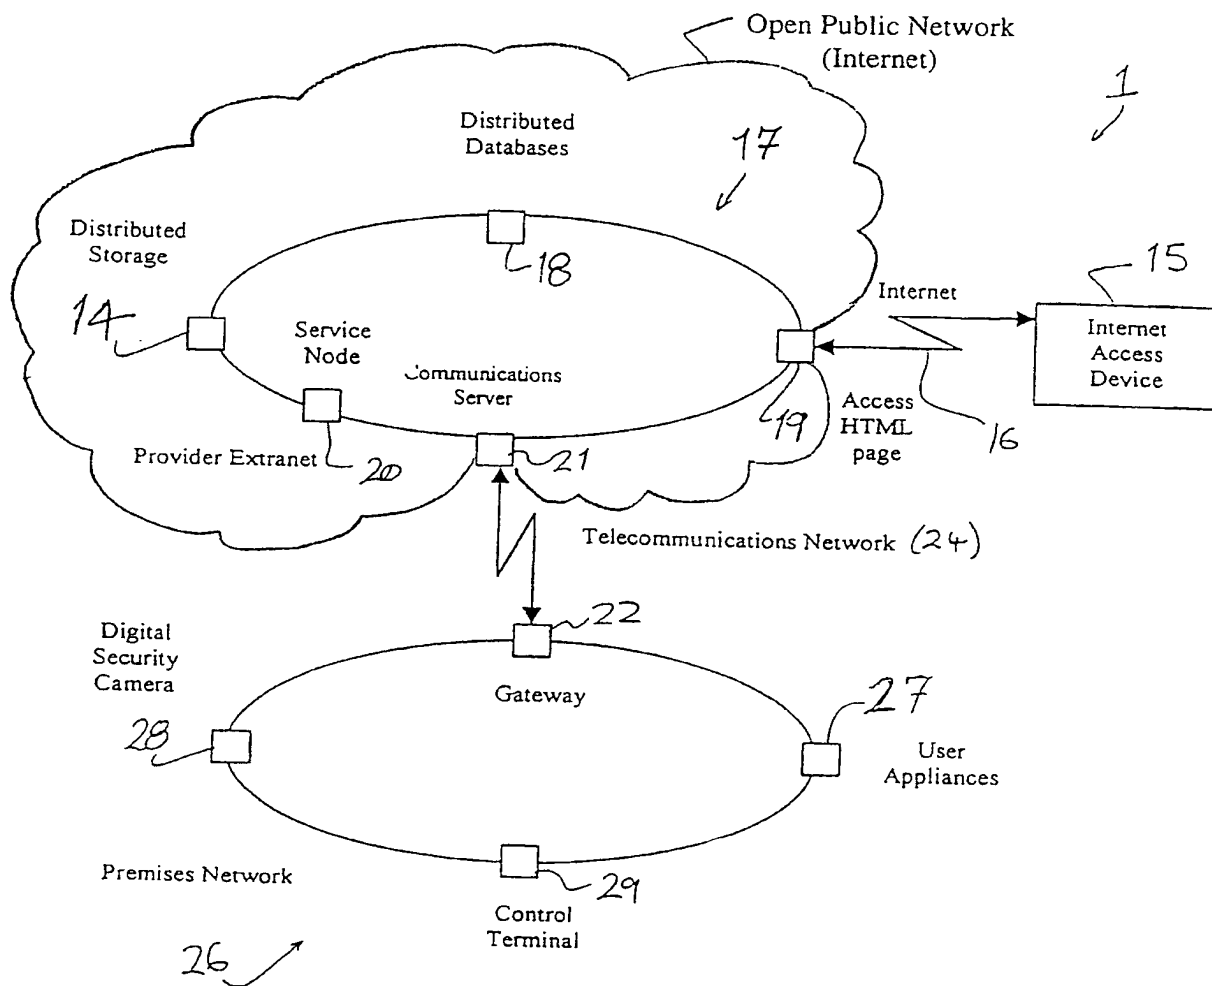 Open Public Network
(Internet)
1
Distributed
Databases
17
Distributed
Storage
18
15
14
Internet
Internet
Access
Device
Service
Node
Communications
Server
19
Access
HTML
page
16
Provider Extranet
20
21
Telecommunications Network (24)
22
Digital
Security
Camera
Gateway
27
28
User
Appliances
Premises Network
29
Control
Terminal
26